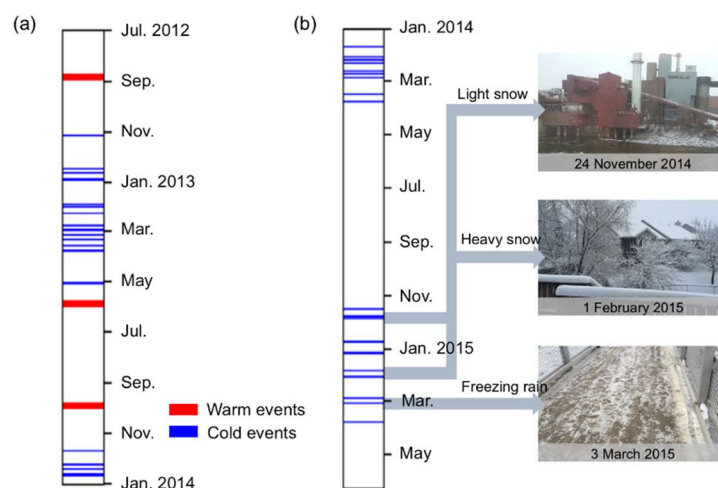 (a)
Jul. 2012
Sep.
Nov.
Jan. 2013
Mar.
May
Jul.
Sep.
Nov.
Jan. 2014
Warm events
Cold events
(b)
Jan. 2014
Mar.
May
Jul.
Sep.
Nov.
Jan. 2015
Mar.
May
Light snow
24 November 2014
Heavy snow
1 February 2015
Freezing rain
3 March 2015